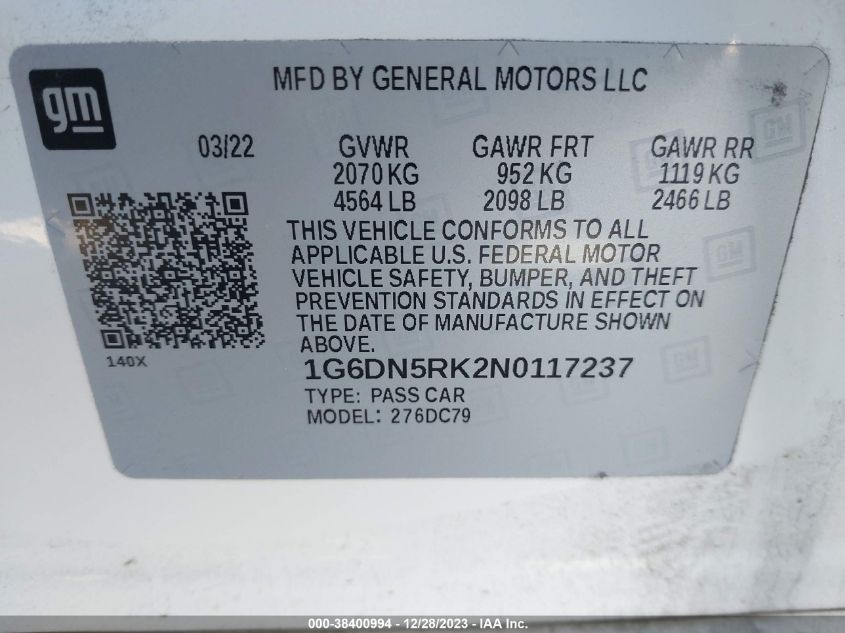 gm
MFD BY GENERAL MOTORS LLC
03/22 GVWR GAWR FRT GAWR RR
2070 KG 952 KG 1119 KG
4564 LB 2098 LB 2466 LB
THIS VEHICLE CONFORMS TO ALL
APPLICABLE U.S. FEDERAL MOTOR
VEHICLE SAFETY, BUMPER, AND THEFT
PREVENTION STANDARDS IN EFFECT ON
THE DATE OF MANUFACTURE SHOWN
ABOVE.
140X
1G6DN5RK2N0117237
TYPE: PASS CAR
MODEL: 276DC79
000-38400994 - 12/28/2023 - IAA Inc.